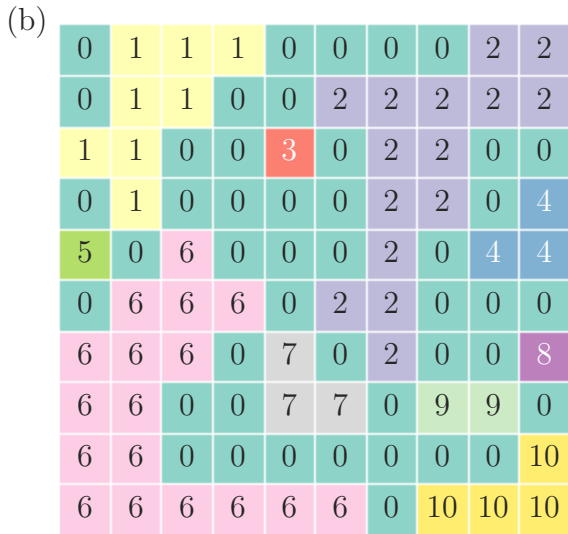 (b)
0 1 1 1 0 0 0 0 2 2
0 1 1 0 0 2 2 2 2 2
1 1 0 0 3 0 2 2 0 0
0 1 0 0 0 0 2 2 0 4
5 0 6 0 0 0 2 0 4 4
0 6 6 6 0 2 2 0 0 0
6 6 6 0 7 0 2 0 0 8
6 6 0 0 7 7 0 9 9 0
6 6 0 0 0 0 0 0 0 10
6 6 6 6 6 6 0 10 10 10